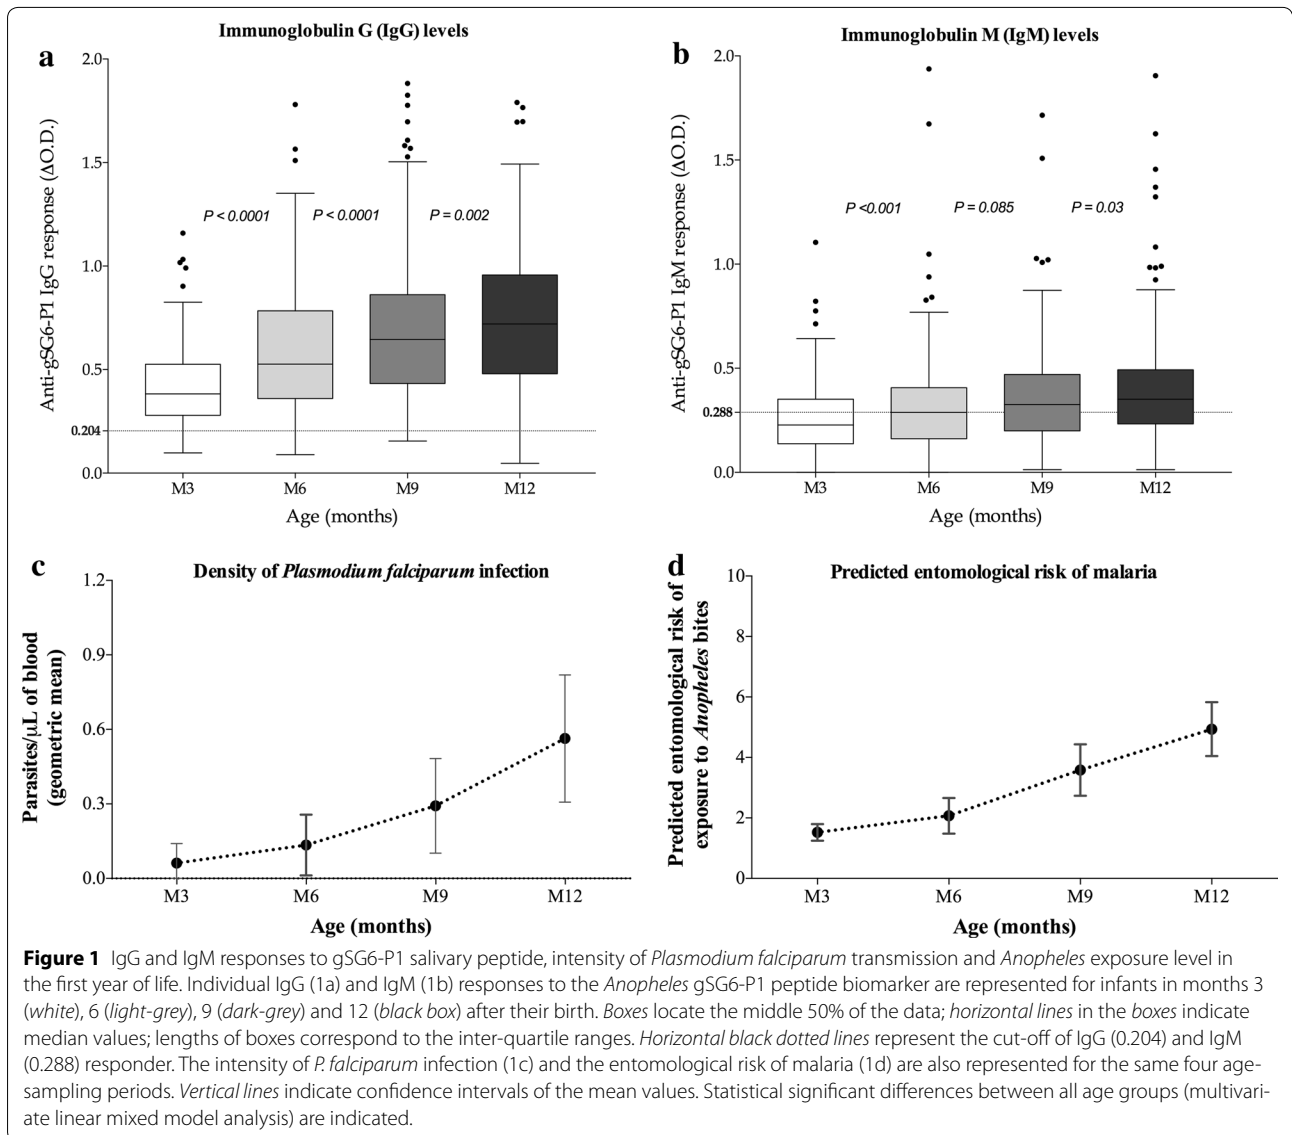 a
Immunoglobulin G (IgG) levels
Anti-gSG6-P1 IgG response (ΔO.D.)
2.0
1.5
1.0
0.5
0.204
0.0
P < 0.0001
P < 0.0001
P = 0.002
M3
M6
M9
M12
Age (months)
b
Immunoglobulin M (IgM) levels
Anti-gSG6-P1 IgM response (ΔO.D.)
2.0
1.5
1.0
0.5
0.288
0.0
P <0.001
P = 0.085
P = 0.03
M3
M6
M9
M12
Age (months)
c
Density of Plasmodium falciparum infection
Parasites/μL of blood
(geometric mean)
1.2
0.9
0.6
0.3
0.0
M3
M6
M9
M12
Age (months)
d
Predicted entomological risk of malaria
Predicted entomological risk of
exposure to Anopheles bites
10
8
6
4
2
0
M3
M6
M9
M12
Age (months)
Figure 1 IgG and IgM responses to gSG6-P1 salivary peptide, intensity of Plasmodium falciparum transmission and Anopheles exposure level in
the first year of life. Individual IgG (1a) and IgM (1b) responses to the Anopheles gSG6-P1 peptide biomarker are represented for infants in months 3
(white), 6 (light-grey), 9 (dark-grey) and 12 (black box) after their birth. Boxes locate the middle 50% of the data; horizontal lines in the boxes indicate
median values; lengths of boxes correspond to the inter-quartile ranges. Horizontal black dotted lines represent the cut-off of IgG (0.204) and IgM
(0.288) responder. The intensity of P. falciparum infection (1c) and the entomological risk of malaria (1d) are also represented for the same four age-
sampling periods. Vertical lines indicate confidence intervals of the mean values. Statistical significant differences between all age groups (multivari-
ate linear mixed model analysis) are indicated.